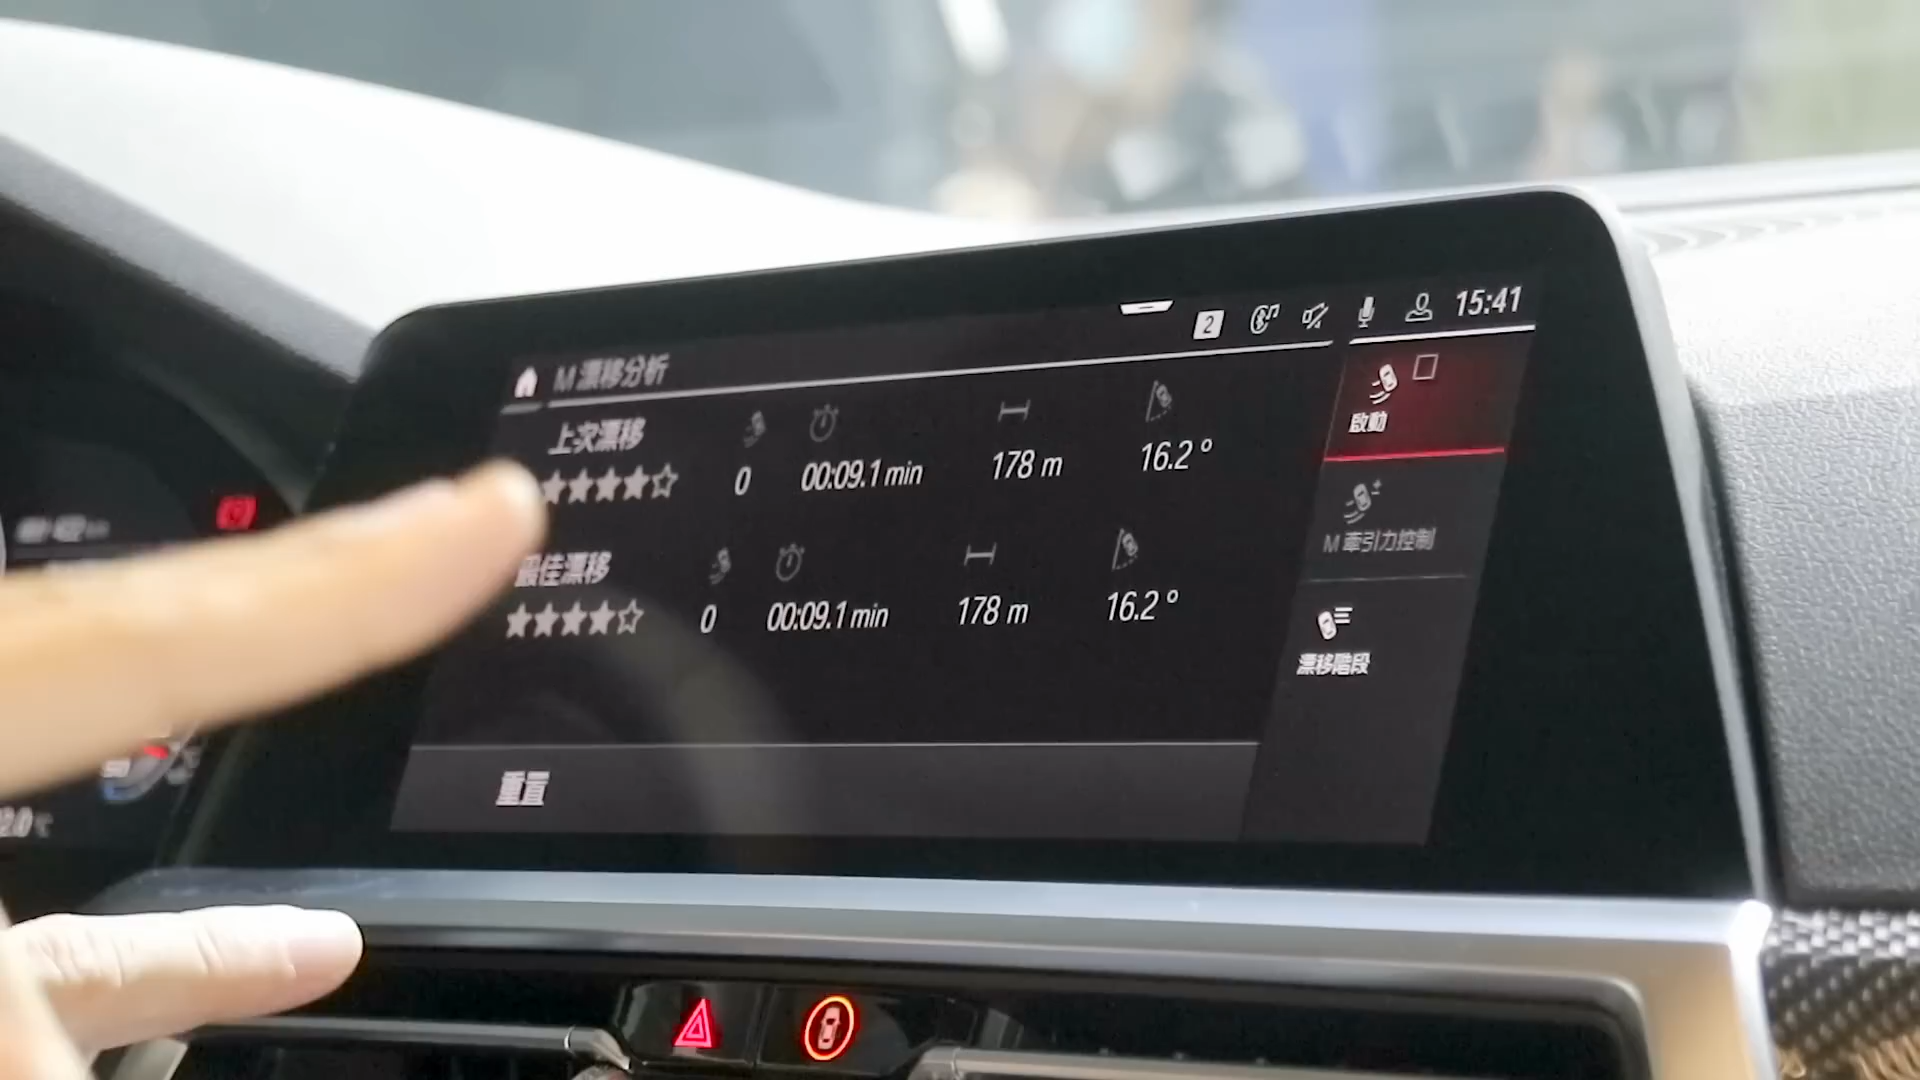 2 15:41
M 漂移分析
啟動
上次漂移
0 00:09.1 min 178 m 16.2 °
M 牽引力控制
最佳漂移
0 00:09.1 min 178 m 16.2 °
漂移階段
重置